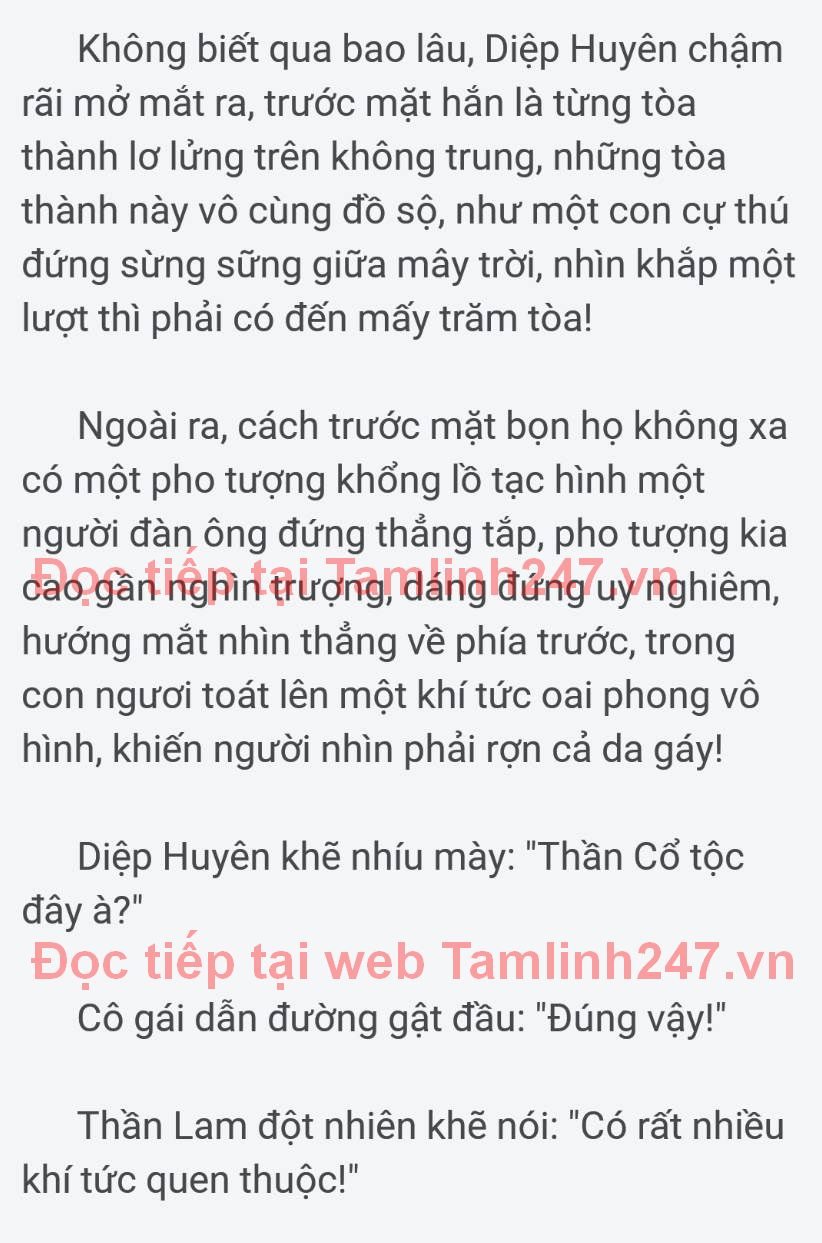 Không biết qua bao lâu, Diệp Huyên chậm
rãi mở mắt ra, trước mặt hắn là từng tòa
thành lơ lửng trên không trung, những tòa
thành này vô cùng đồ sộ, như một con cự thú
đứng sừng sững giữa mây trời, nhìn khắp một
lượt thì phải có đến mấy trăm tòa!
Ngoài ra, cách trước mặt bọn họ không xa
có một pho tượng khổng lồ tạc hình một
người đàn ông đứng thẳng tắp, pho tượng kia
Đọc tiếp tại Tamlinh247.vn
cao gần nghìn trượng, dáng đứng uy nghiêm,
hướng mắt nhìn thẳng về phía trước, trong
con ngươi toát lên một khí tức oai phong vô
hình, khiến người nhìn phải rợn cả da gáy!
Diệp Huyên khẽ nhíu mày: "Thần Cổ tộc
đây à?"
Đọc tiếp tại web Tamlinh247.vn
Cô gái dẫn đường gật đầu: "Đúng vậy!"
Thần Lam đột nhiên khẽ nói: "Có rất nhiều
khí tức quen thuộc!"